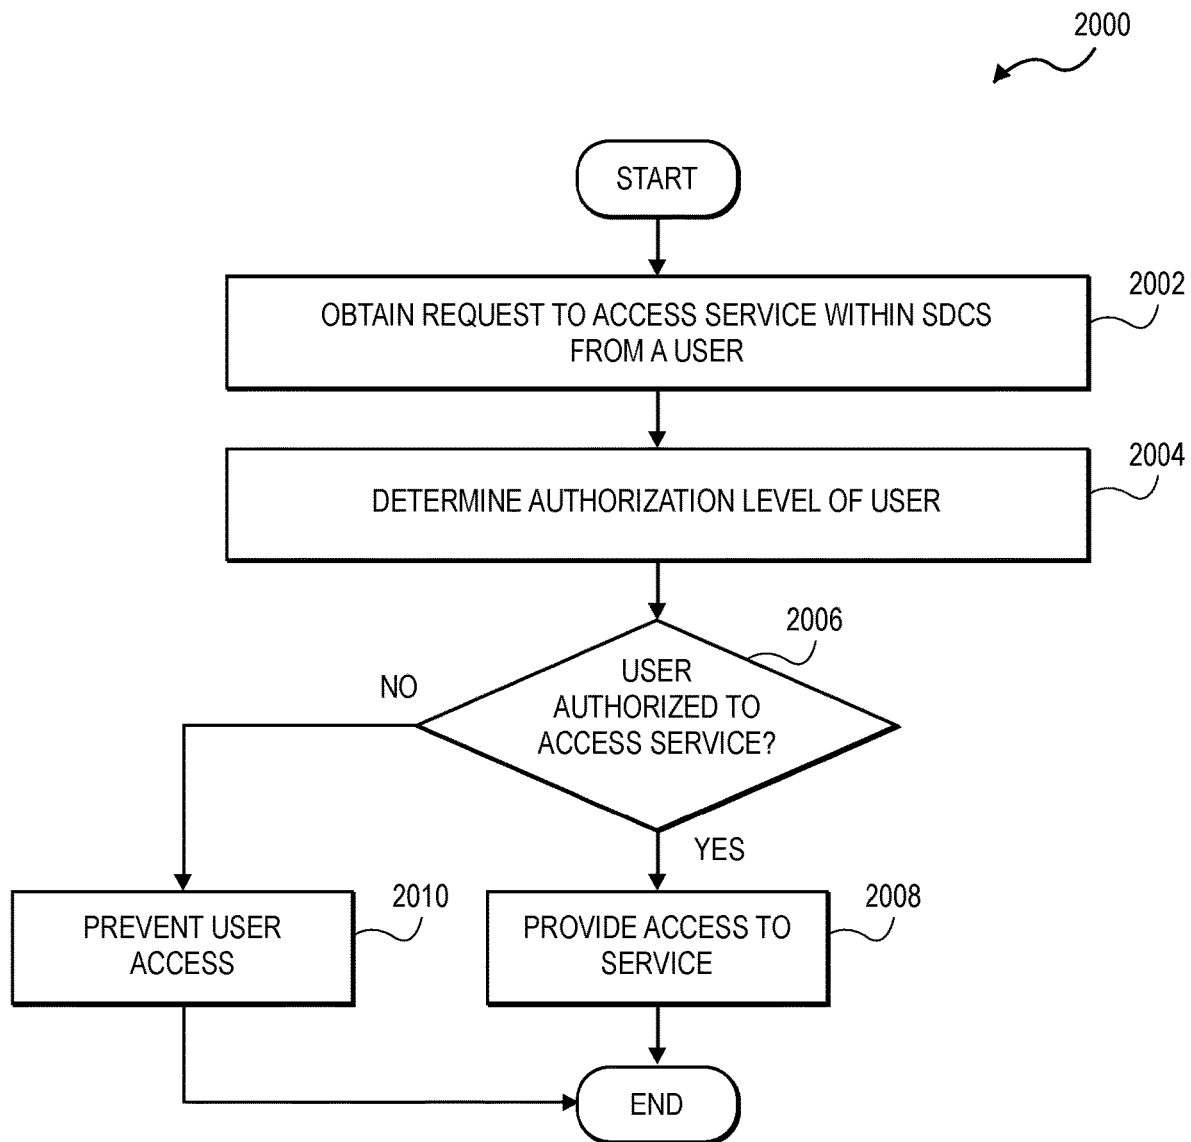 2000
START
2002
OBTAIN REQUEST TO ACCESS SERVICE WITHIN SDCS
FROM A USER
2004
DETERMINE AUTHORIZATION LEVEL OF USER
2006
USER
AUTHORIZED TO
ACCESS SERVICE?
NO
YES
2010
PREVENT USER
ACCESS
2008
PROVIDE ACCESS TO
SERVICE
END